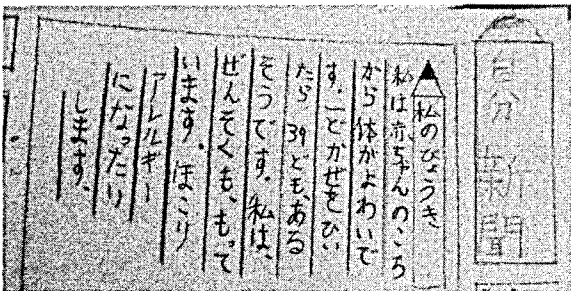 自分新聞
私のびょうき
私は赤ちゃんのころ
から体がよわいで
す。一どかぜをひい
たら39ども、ある
そうです。私は、
ぜんそくも、もって
います。ほこり
アレルギー
になったり
します。